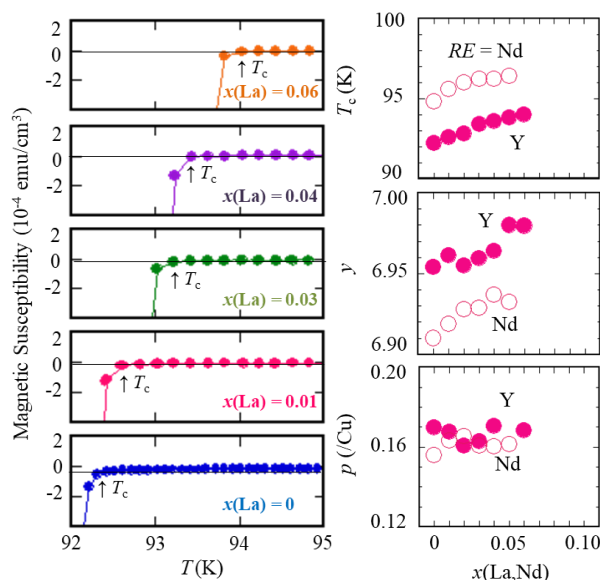 Magnetic Susceptibility (10⁻⁴ emu/cm³)
2
0
-2
↑ Tc
x(La) = 0.06
2
0
-2
↑ Tc
x(La) = 0.04
2
0
-2
↑ Tc
x(La) = 0.03
2
0
-2
↑ Tc
x(La) = 0.01
2
0
-2
↑ Tc
x(La) = 0
92 93 94 95
T(K)
Tc (K)
100
95
90
RE = Nd
Y
y
7.00
6.95
6.90
Y
Nd
p (/Cu)
0.20
0.16
0.12
Y
Nd
0 0.05 0.10
x(La,Nd)